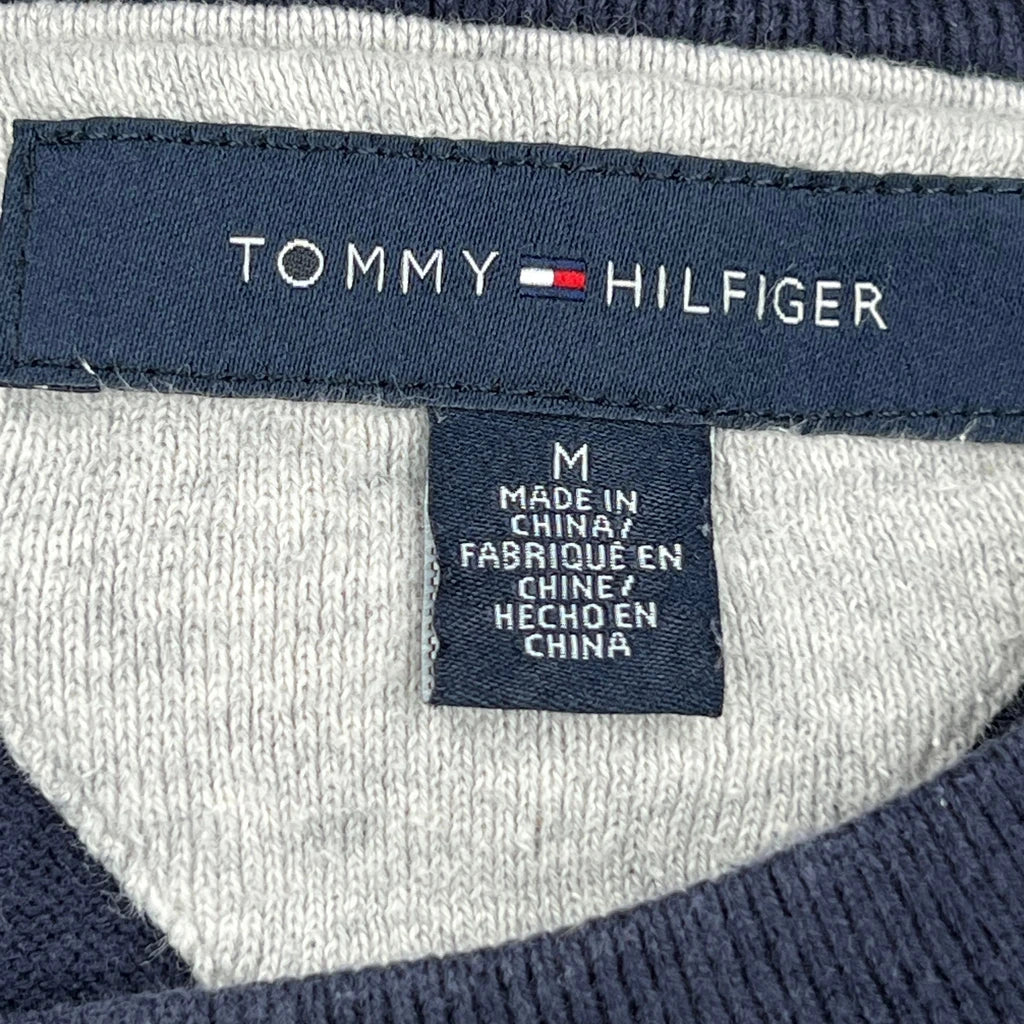 TOMMY HILFIGER
M
MADE IN
CHINA/
FABRIQUÉ EN
CHINE/
HECHO EN
CHINA